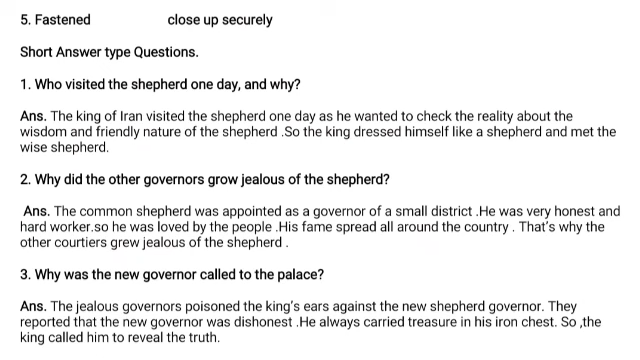 5. Fastened close up securely
Short Answer type Questions.
1. Who visited the shepherd one day, and why?
Ans. The king of Iran visited the shepherd one day as he wanted to check the reality about the
wisdom and friendly nature of the shepherd .So the king dressed himself like a shepherd and met the
wise shepherd.
2. Why did the other governors grow jealous of the shepherd?
Ans. The common shepherd was appointed as a governor of a small district .He was very honest and
hard worker.so he was loved by the people .His fame spread all around the country . That's why the
other courtiers grew jealous of the shepherd .
3. Why was the new governor called to the palace?
Ans. The jealous governors poisoned the king's ears against the new shepherd governor. They
reported that the new governor was dishonest .He always carried treasure in his iron chest. So ,the
king called him to reveal the truth.